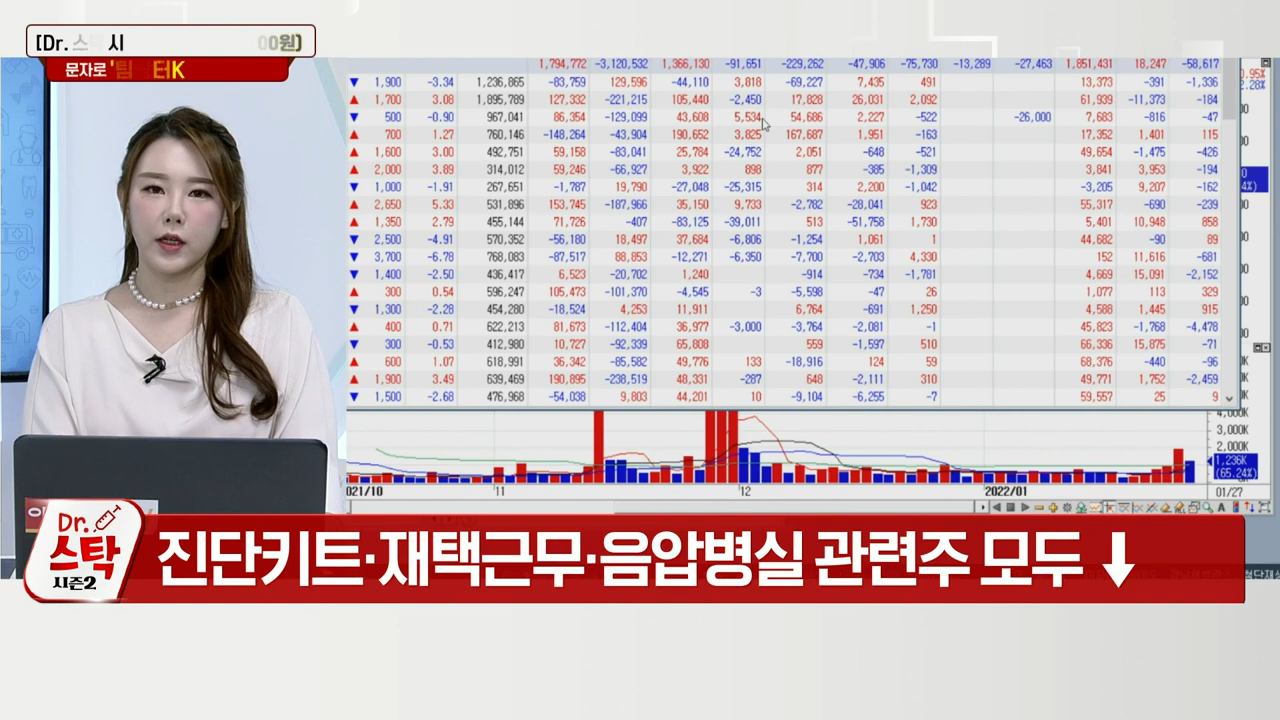 [Dr. 스 시 00원]
문자로 '팀 터K
1,794,772 -3,120,532 1,366,130 -91,651 -229,262 -47,906 -75,730 -13,289 -27,463 1,851,431 18,247 -58,617
▼ 1,900 -3.34 1,236,865 -83,759 129,596 -44,110 3,818 -69,227 7,435 491 13,373 -391 -1,336
▲ 1,700 3.08 1,895,789 127,332 -221,215 105,440 -2,450 17,828 26,031 2,092 61,939 -11,373 -184
▼ 500 -0.90 967,041 86,354 -129,099 43,608 5,534 54,686 2,227 -522 -26,000 7,683 -816 -47
▲ 700 1.27 760,146 -148,264 -43,904 190,652 3,825 167,687 1,951 -163 17,352 1,401 115
▲ 1,600 3.00 492,751 59,158 -83,041 25,784 -24,752 2,051 -648 -521 49,654 -1,475 -426
▲ 2,000 3.89 314,012 59,246 -66,927 3,922 898 877 -385 -1,309 3,841 3,953 -194
▼ 1,000 -1.91 267,651 -1,787 19,790 -27,048 -25,315 314 2,200 -1,042 -3,205 9,207 -162
▲ 2,650 5.33 531,896 153,745 -187,966 35,150 9,733 -2,782 -28,041 923 55,317 -690 -239
▲ 1,350 2.79 455,144 71,726 -407 -83,125 -39,011 513 -51,758 1,730 5,401 10,948 858
▼ 2,500 -4.91 570,352 -56,180 18,497 37,684 -6,806 -1,254 1,061 1 44,682 -90 89
▼ 3,700 -6.78 768,083 -87,517 88,853 -12,271 -6,350 -7,700 -2,703 4,330 152 11,616 -681
▼ 1,400 -2.50 436,417 6,523 -20,702 1,240 -914 -734 -1,781 4,669 15,091 -2,152
▲ 300 0.54 596,247 105,473 -101,370 -4,545 -3 -5,598 -47 26 1,077 113 329
▼ 1,300 -2.28 454,280 -18,524 4,253 11,911 6,764 -691 1,250 4,588 1,445 915
▲ 400 0.71 622,213 81,673 -112,404 36,977 -3,000 -3,764 -2,081 -1 45,823 -1,768 -4,478
▼ 300 -0.53 412,980 10,727 -92,339 65,808 559 -1,597 510 66,336 15,875 -71
▲ 600 1.07 618,991 36,342 -85,582 49,776 133 -18,916 124 59 68,376 -440 -96
▲ 1,900 3.49 639,469 190,895 -238,519 48,331 -287 648 -2,111 310 49,771 1,752 -2,459
▼ 1,500 -2.68 476,968 -54,038 9,803 44,201 10 -9,104 -6,255 -7 59,557 25 9
0.95%
2.28%
4%)
4,000K
3,000K
2,000K
1,236K
(65.24%)
021/10 11 12 2022/01 01/27
Dr.
스탁
시즌2
진단키트·재택근무·음압병실 관련주 모두 ↓